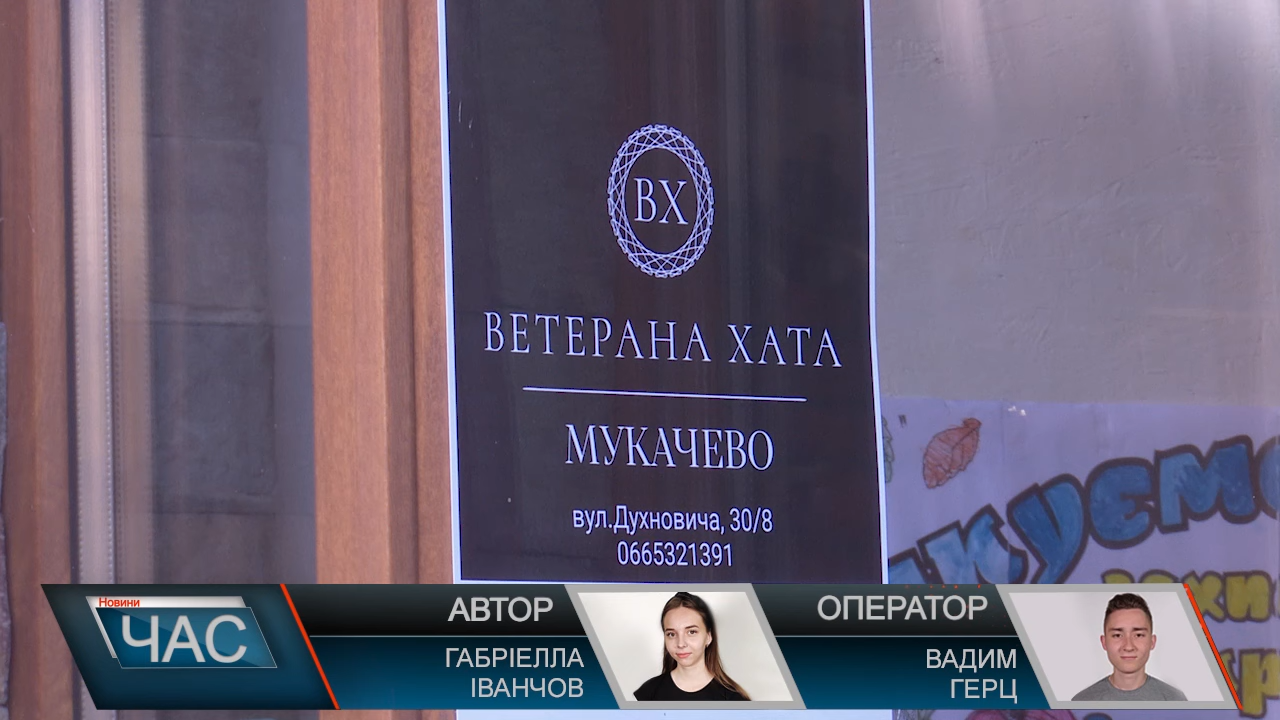 ВХ
ВЕТЕРАНА ХАТА
МУКАЧЕВО
вул.Духновича, 30/8
0665321391
Новини
ЧАС
АВТОР
ГАБРІЕЛЛА
ІВАНЧОВ
ОПЕРАТОР
ВАДИМ
ГЕРЦ